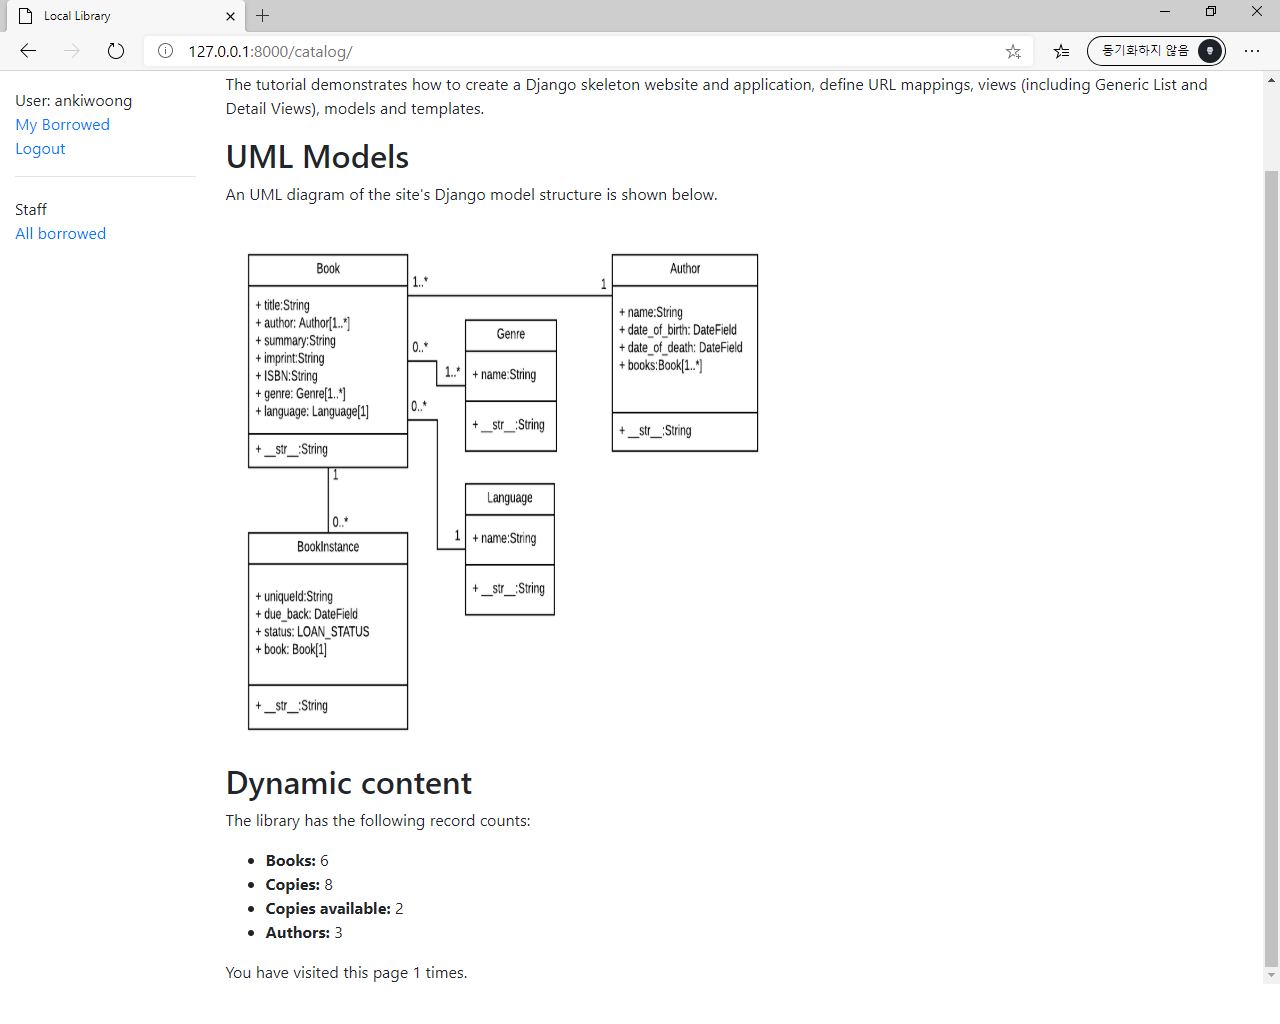 Local Library
127.0.0.1:8000/catalog/
동기화하지 않음
User: ankiwoong
My Borrowed
Logout
Staff
All borrowed
The tutorial demonstrates how to create a Django skeleton website and application, define URL mappings, views (including Generic List and
Detail Views), models and templates.
UML Models
An UML diagram of the site's Django model structure is shown below.
Book
+ title:String
+ author: Author[1..*]
+ summary:String
+ imprint:String
+ ISBN:String
+ genre: Genre[1..*]
+ language: Language[1]
+ __str__:String
1..*
1
Author
+ name:String
+ date_of_birth: DateField
+ date_of_death: DateField
+ books:Book[1..*]
+ __str__:String
0..*
1..*
Genre
+ name:String
+ __str__:String
0..*
1
Language
+ name:String
+ __str__:String
1
0..*
BookInstance
+ uniqueId:String
+ due_back: DateField
+ status: LOAN_STATUS
+ book: Book[1]
+ __str__:String
Dynamic content
The library has the following record counts:
Books: 6
Copies: 8
Copies available: 2
Authors: 3
You have visited this page 1 times.